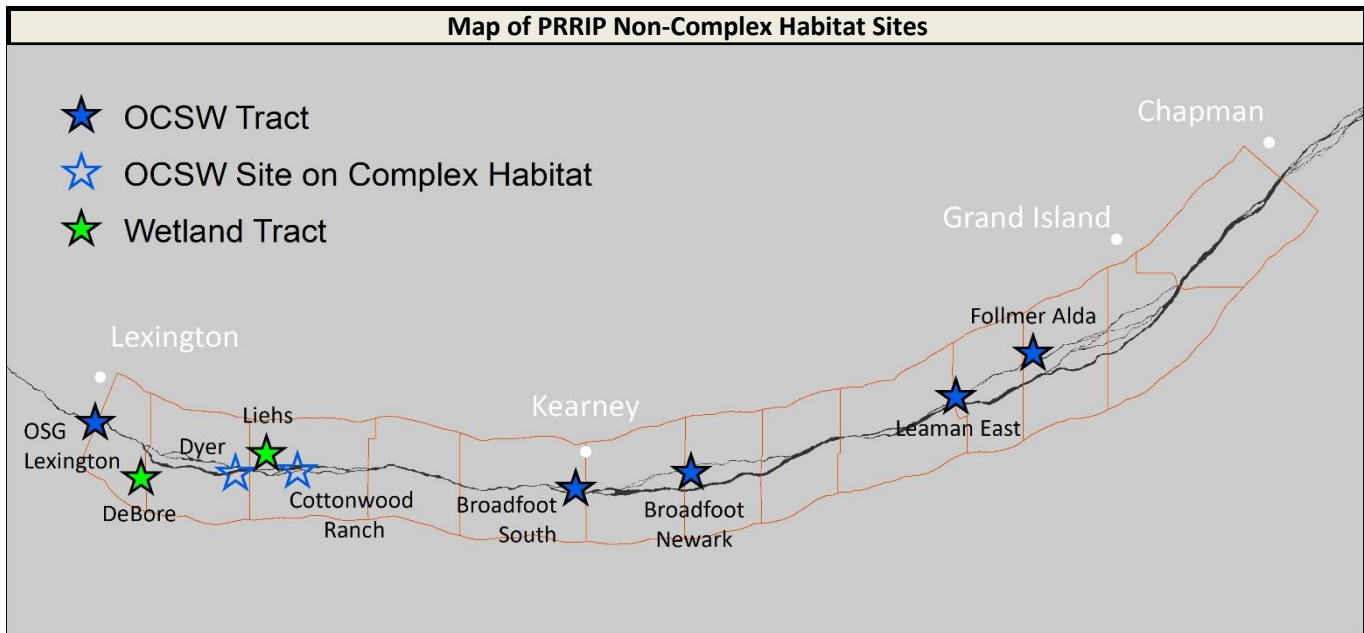 Map of PRRIP Non-Complex Habitat Sites
OCSW Tract
OCSW Site on Complex Habitat
Wetland Tract
Chapman
Grand Island
Follmer Alda
Lexington
Liehs
Kearney
OSG
Lexington
Dyer
Leaman East
DeBore
Cottonwood
Ranch
Broadfoot
South
Broadfoot
Newark